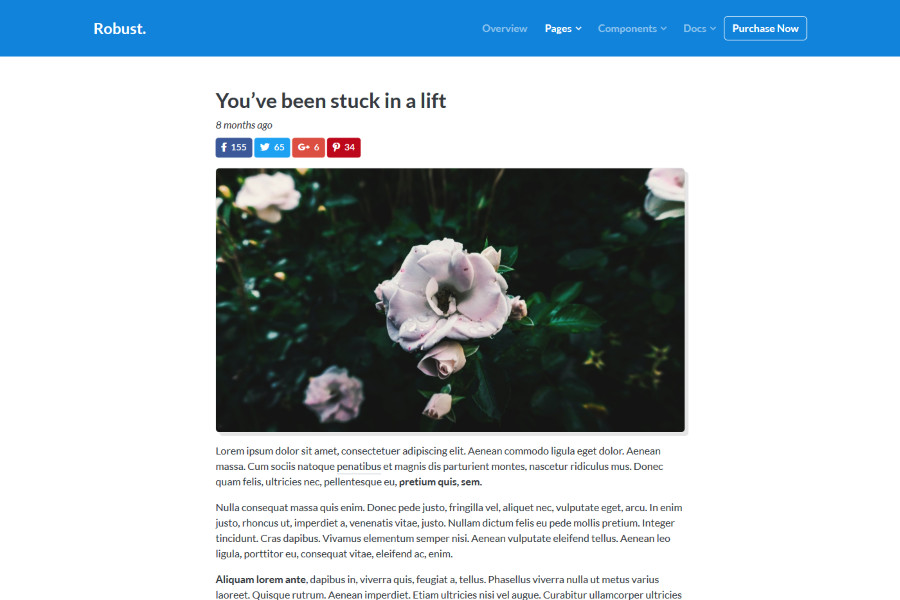 Robust.
Overview Pages Components Docs Purchase Now
You've been stuck in a lift
8 months ago
155 65 6 34
Lorem ipsum dolor sit amet, consectetuer adipiscing elit. Aenean commodo ligula eget dolor. Aenean
massa. Cum sociis natoque penatibus et magnis dis parturient montes, nascetur ridiculus mus. Donec
quam felis, ultricies nec, pellentesque eu, pretium quis, sem.
Nulla consequat massa quis enim. Donec pede justo, fringilla vel, aliquet nec, vulputate eget, arcu. In enim
justo, rhoncus ut, imperdiet a, venenatis vitae, justo. Nullam dictum felis eu pede mollis pretium. Integer
tincidunt. Cras dapibus. Vivamus elementum semper nisi. Aenean vulputate eleifend tellus. Aenean leo
ligula, porttitor eu, consequat vitae, eleifend ac, enim.
Aliquam lorem ante, dapibus in, viverra quis, feugiat a, tellus. Phasellus viverra nulla ut metus varius
laoreet. Quisque rutrum. Aenean imperdiet. Etiam ultricies nisi vel augue. Curabitur ullamcorper ultricies